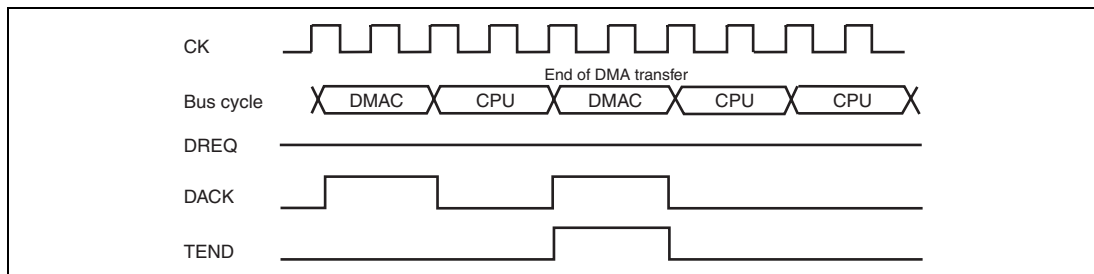 CK
End of DMA transfer
Bus cycle DMAC CPU DMAC CPU CPU
DREQ
DACK
TEND